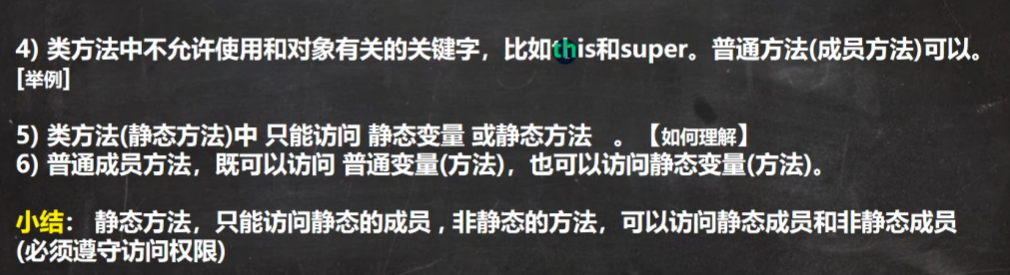 4) 类方法中不允许使用和对象有关的关键字，比如this和super。普通方法(成员方法)可以。
[举例]
5) 类方法(静态方法)中 只能访问 静态变量 或静态方法 。【如何理解】
6) 普通成员方法，既可以访问 普通变量(方法)，也可以访问静态变量(方法)。
小结： 静态方法，只能访问静态的成员 , 非静态的方法，可以访问静态成员和非静态成员
(必须遵守访问权限)